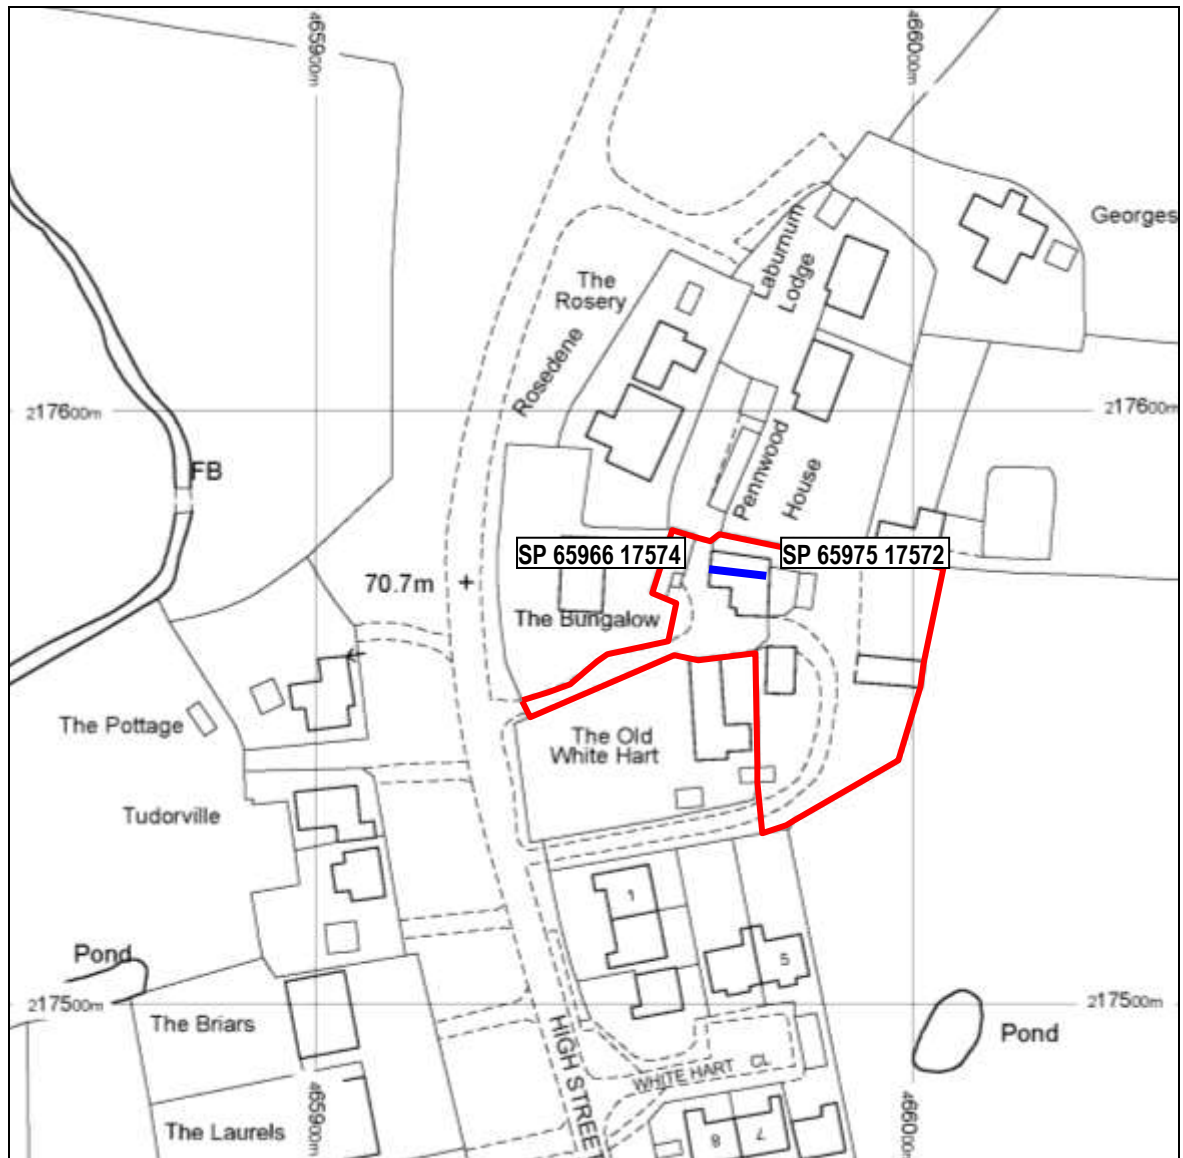 465900m
466000m
Georges
Laburnum
Lodge
The
Rosery
Rosedene
217600m
217600m
Pennwood
House
FB
SP 65966 17574
SP 65975 17572
70.7m
The Bungalow
The Pottage
The Old
White Hart
Tudorville
1
5
Pond
217500m
217500m
The Briars
Pond
HIGH STREET
WHITE HART CL
465900m
466000m
The Laurels
8
7